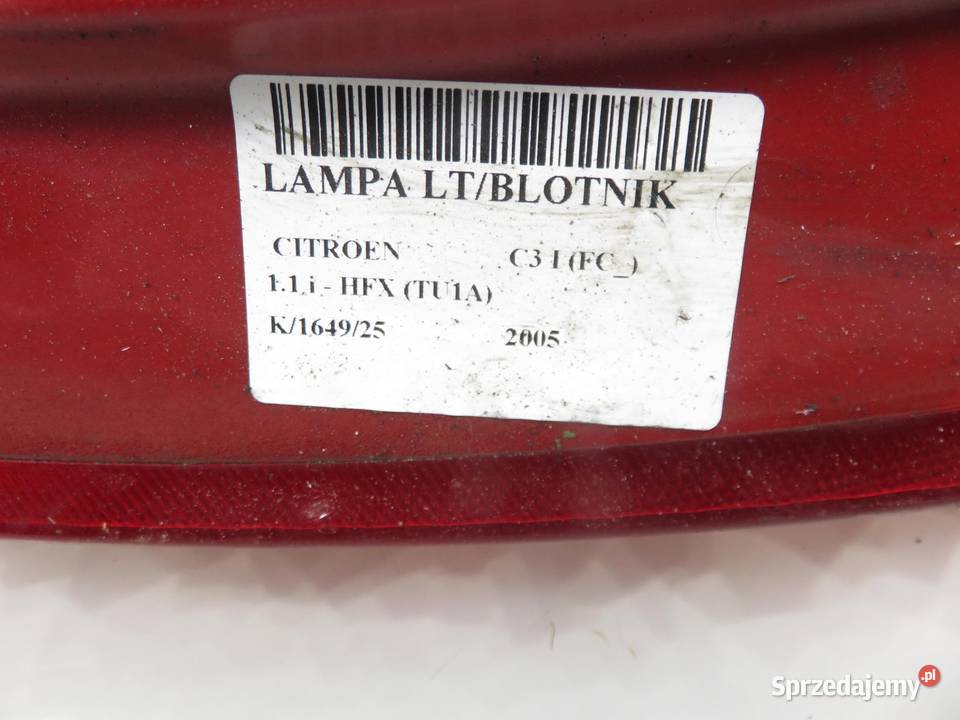 LAMPA LT/BLOTNIK
CITROEN C3 I (FC_)
1.1 i - HFX (TU1A)
K/1649/25 2005
Sprzedajemy.pl